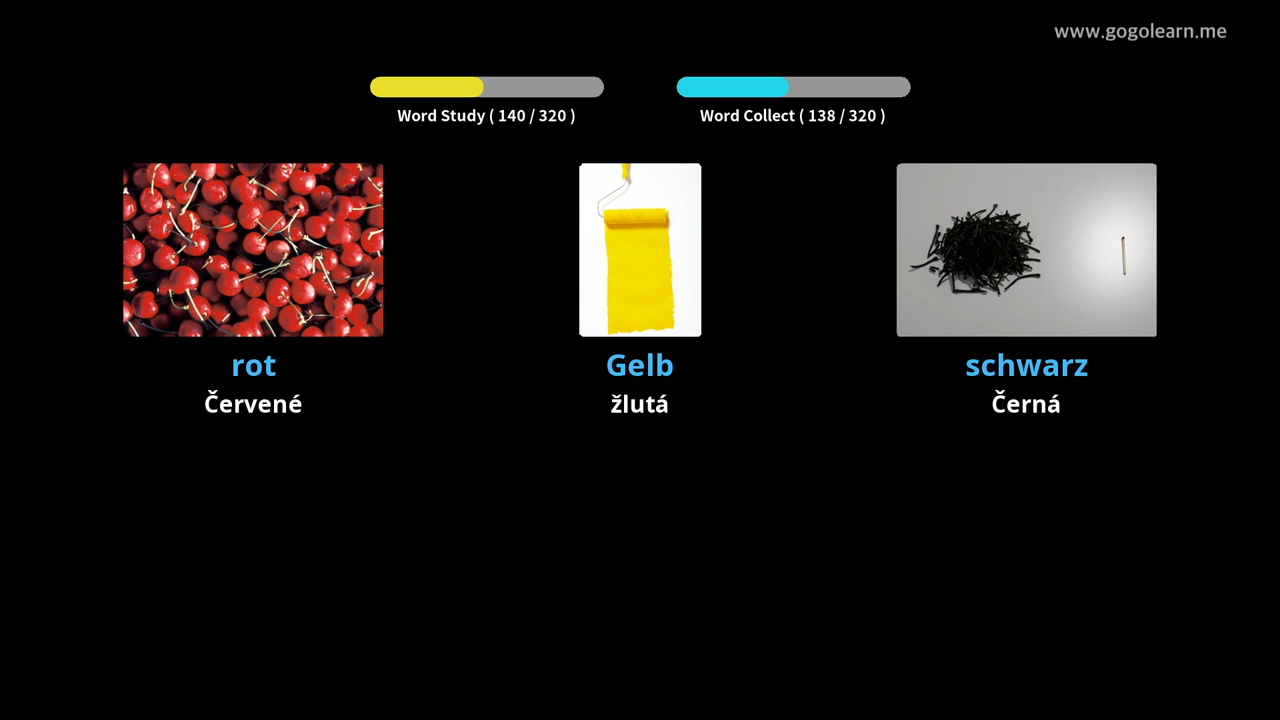 www.gogolearn.me
Word Study ( 140 / 320 )
Word Collect ( 138 / 320 )
rot
Gelb
schwarz
Červené
žlutá
Černá